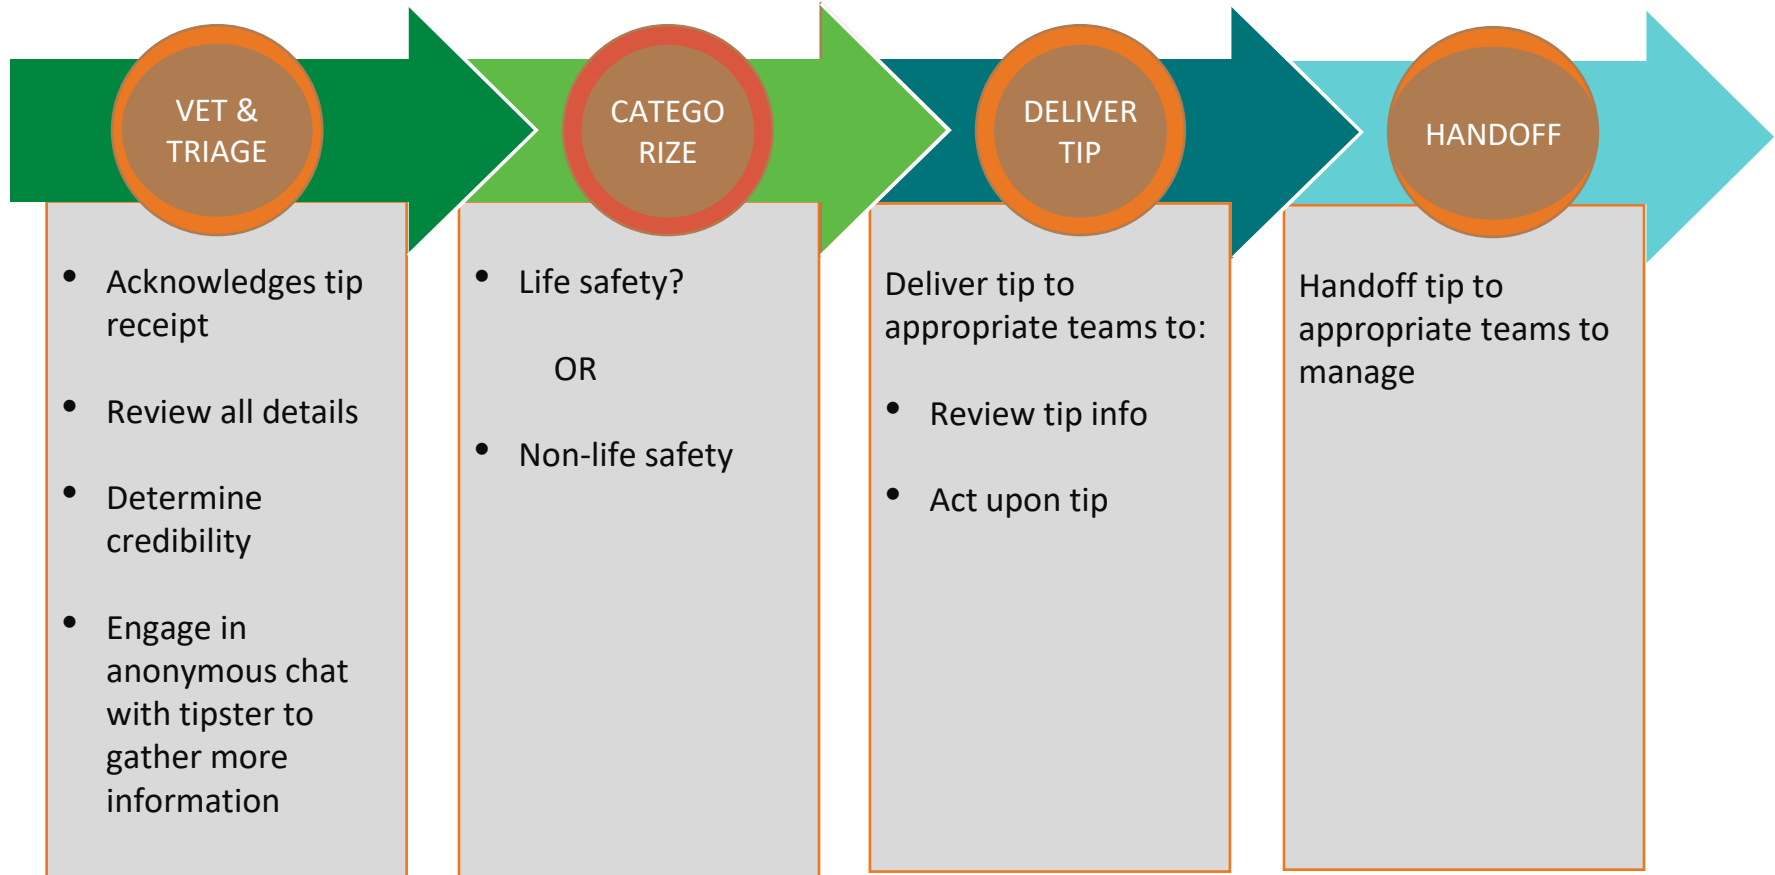 VET &
TRIAGE
CATEGO
RIZE
DELIVER
TIP
HANDOFF
• Acknowledges tip
receipt
• Review all details
• Determine
credibility
• Engage in
anonymous chat
with tipster to
gather more
information
• Life safety?
OR
• Non-life safety
Deliver tip to
appropriate teams to:
• Review tip info
• Act upon tip
Handoff tip to
appropriate teams to
manage